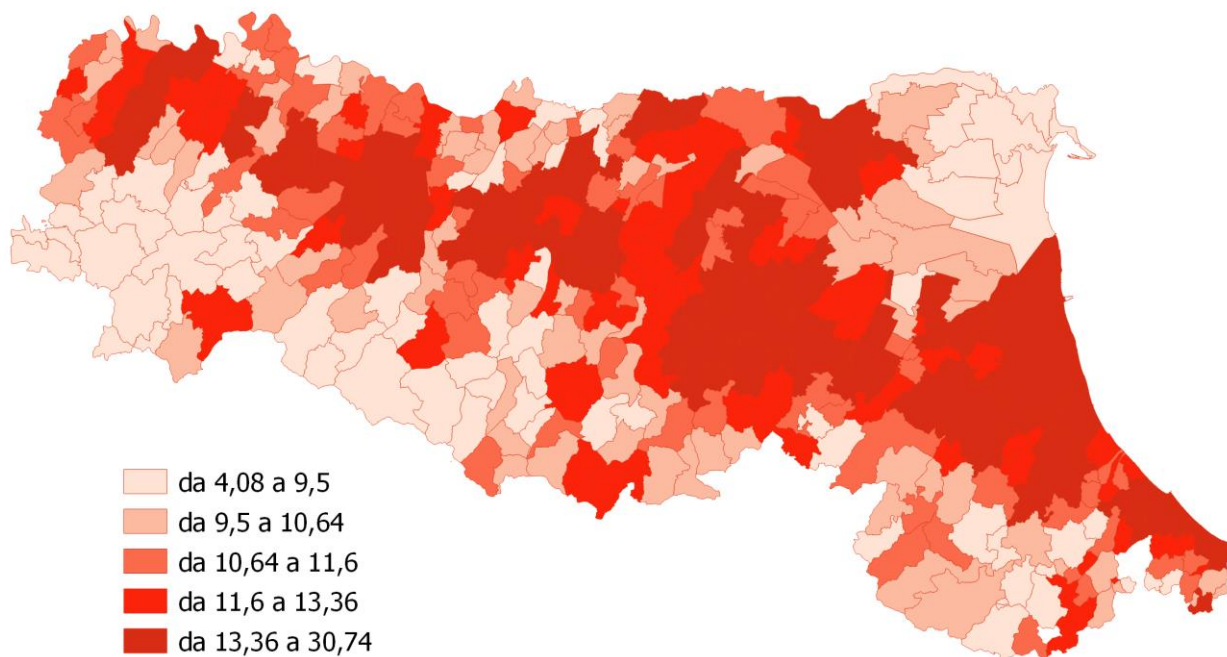 da 4,08 a 9,5
da 9,5 a 10,64
da 10,64 a 11,6
da 11,6 a 13,36
da 13,36 a 30,74